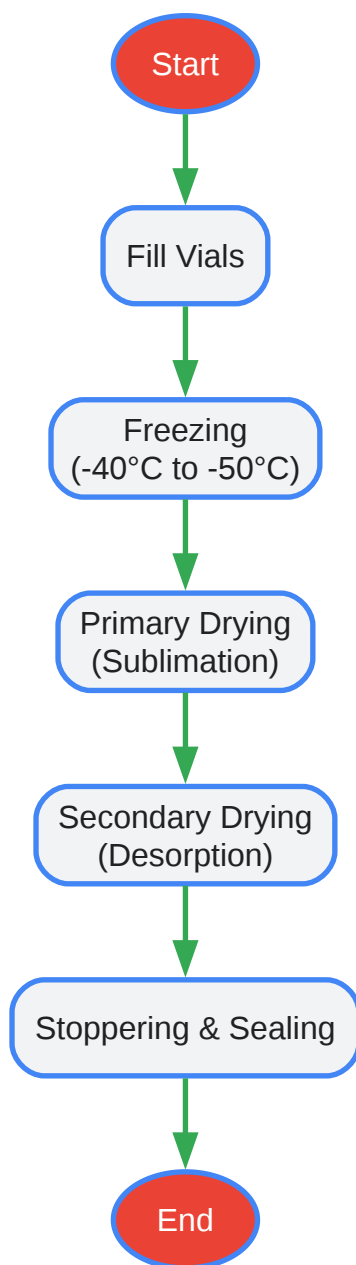 Start
Fill Vials
Freezing
(-40°C to -50°C)
Primary Drying
(Sublimation)
Secondary Drying
(Desorption)
Stoppering & Sealing
End